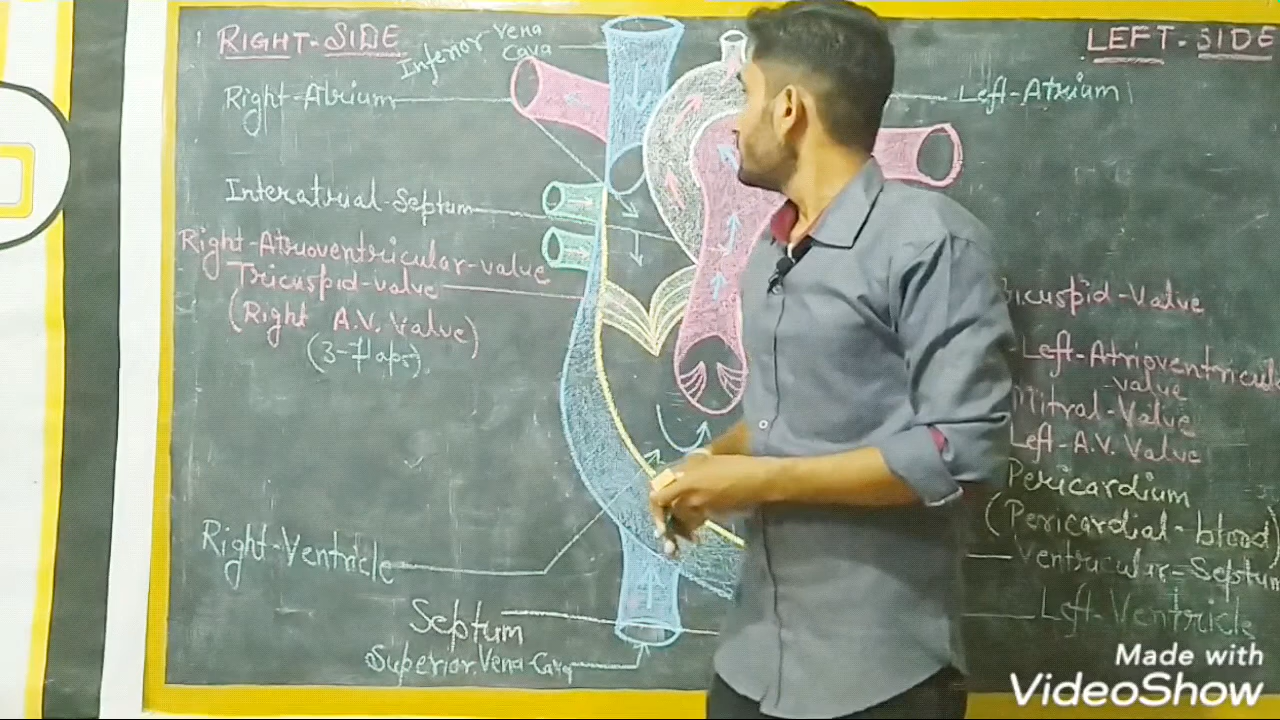 RIGHT-SIDE
Inferior Vena
Cava
Right-Atrium
Interatrial-Septum
Right-Atrioventricular-valve
Tricuspid-valve
(Right A.V. Valve)
(3-Flaps)
Right-Ventricle
Septum
Superior Vena-Cava
LEFT-SIDE
Left-Atrium
Bicuspid-Valve
Left-Atrioventricul
valve
Mitral-Valve
Left-A.V. Valve
Pericardium
(Pericardial-blood)
Ventricular-Septum
Left-Ventricle
Made with
VideoShow